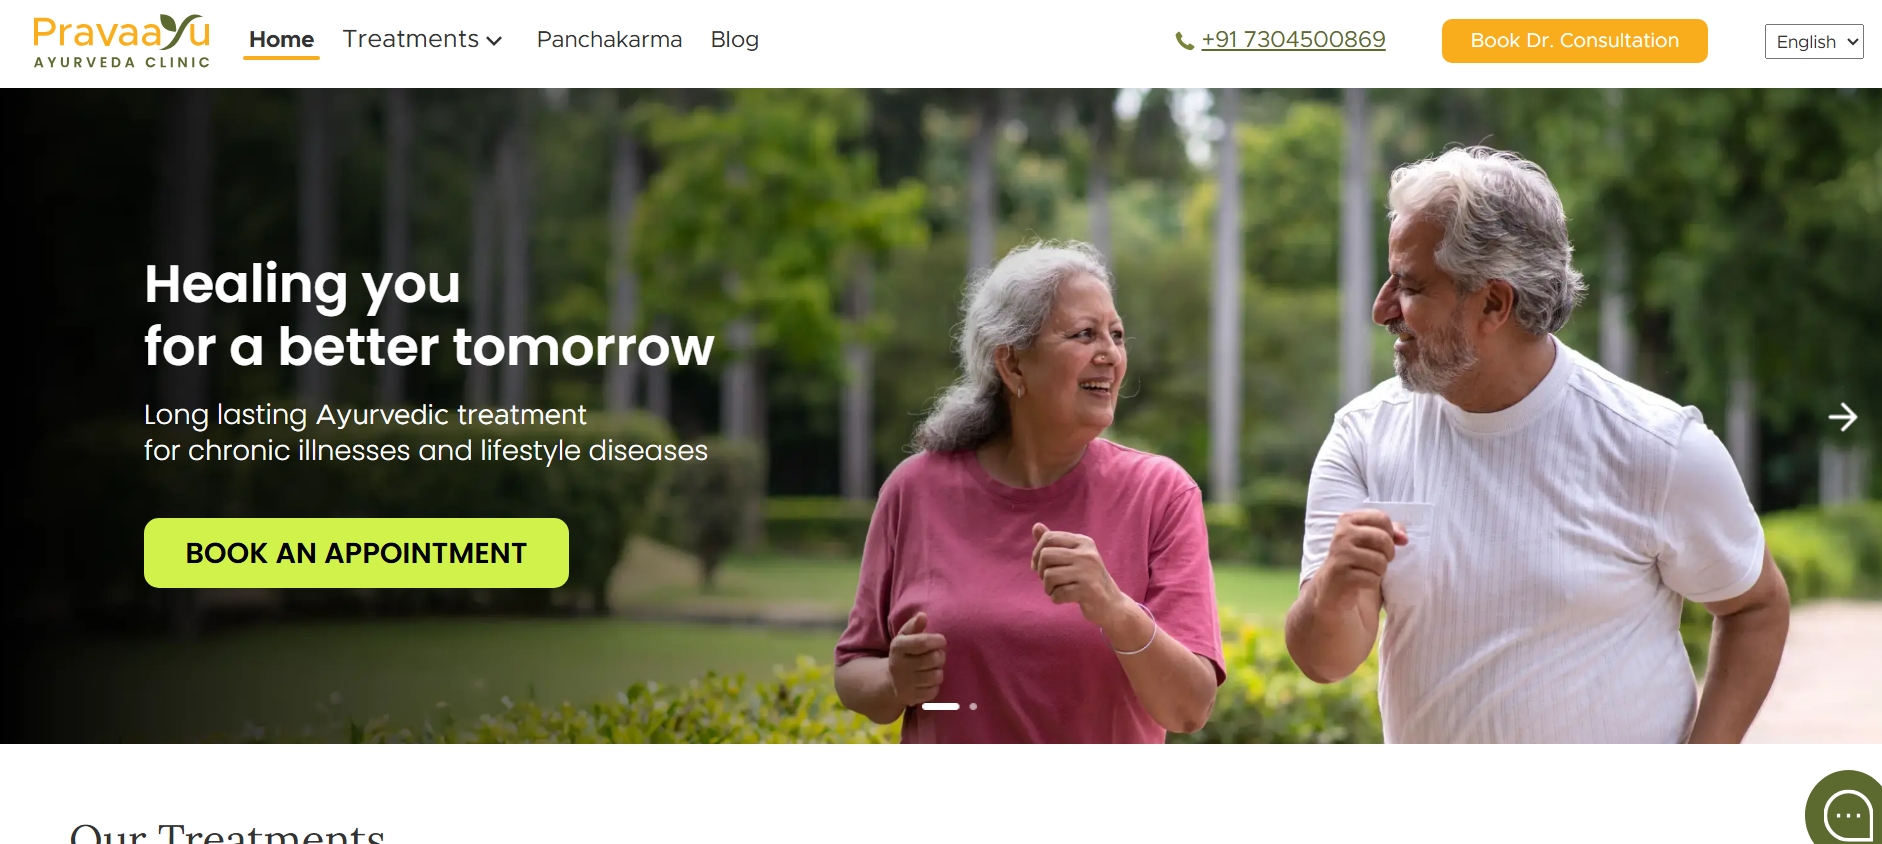 Pravaayu
AYURVEDA CLINIC
Home
Treatments
Panchakarma
Blog
+91 7304500869
Book Dr. Consultation
English
Healing you
for a better tomorrow
Long lasting Ayurvedic treatment
for chronic illnesses and lifestyle diseases
BOOK AN APPOINTMENT
Our Treatments